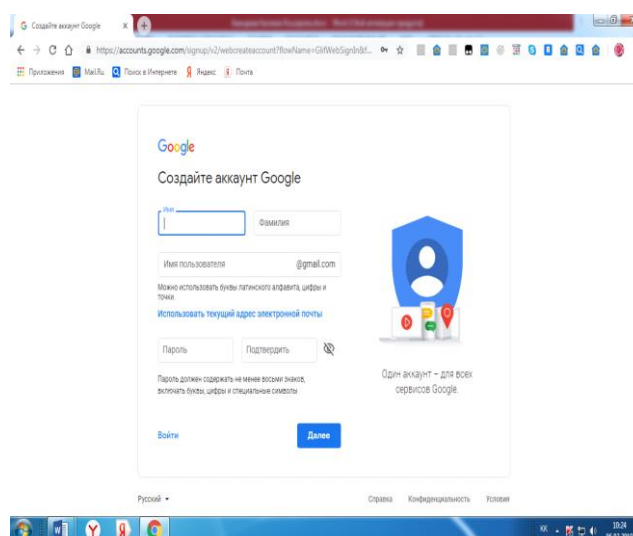 Создайте аккаунт Google
https://accounts.google.com/signup/v2/webcreateaccount?flowName=GlifWebSignIn&f...
Приложения Mail.Ru Поиск в Интернете Яндекс Почта
Google
Создайте аккаунт Google
Имя
Фамилия
Имя пользователя @gmail.com
Можно использовать буквы латинского алфавита, цифры и
точки.
Использовать текущий адрес электронной почты
Пароль Подтвердить
Пароль должен содержать не менее восьми знаков,
включать буквы, цифры и специальные символы
Один аккаунт – для всех
сервисов Google.
Войти Далее
Русский Справка Конфиденциальность Условия
KK 10:24